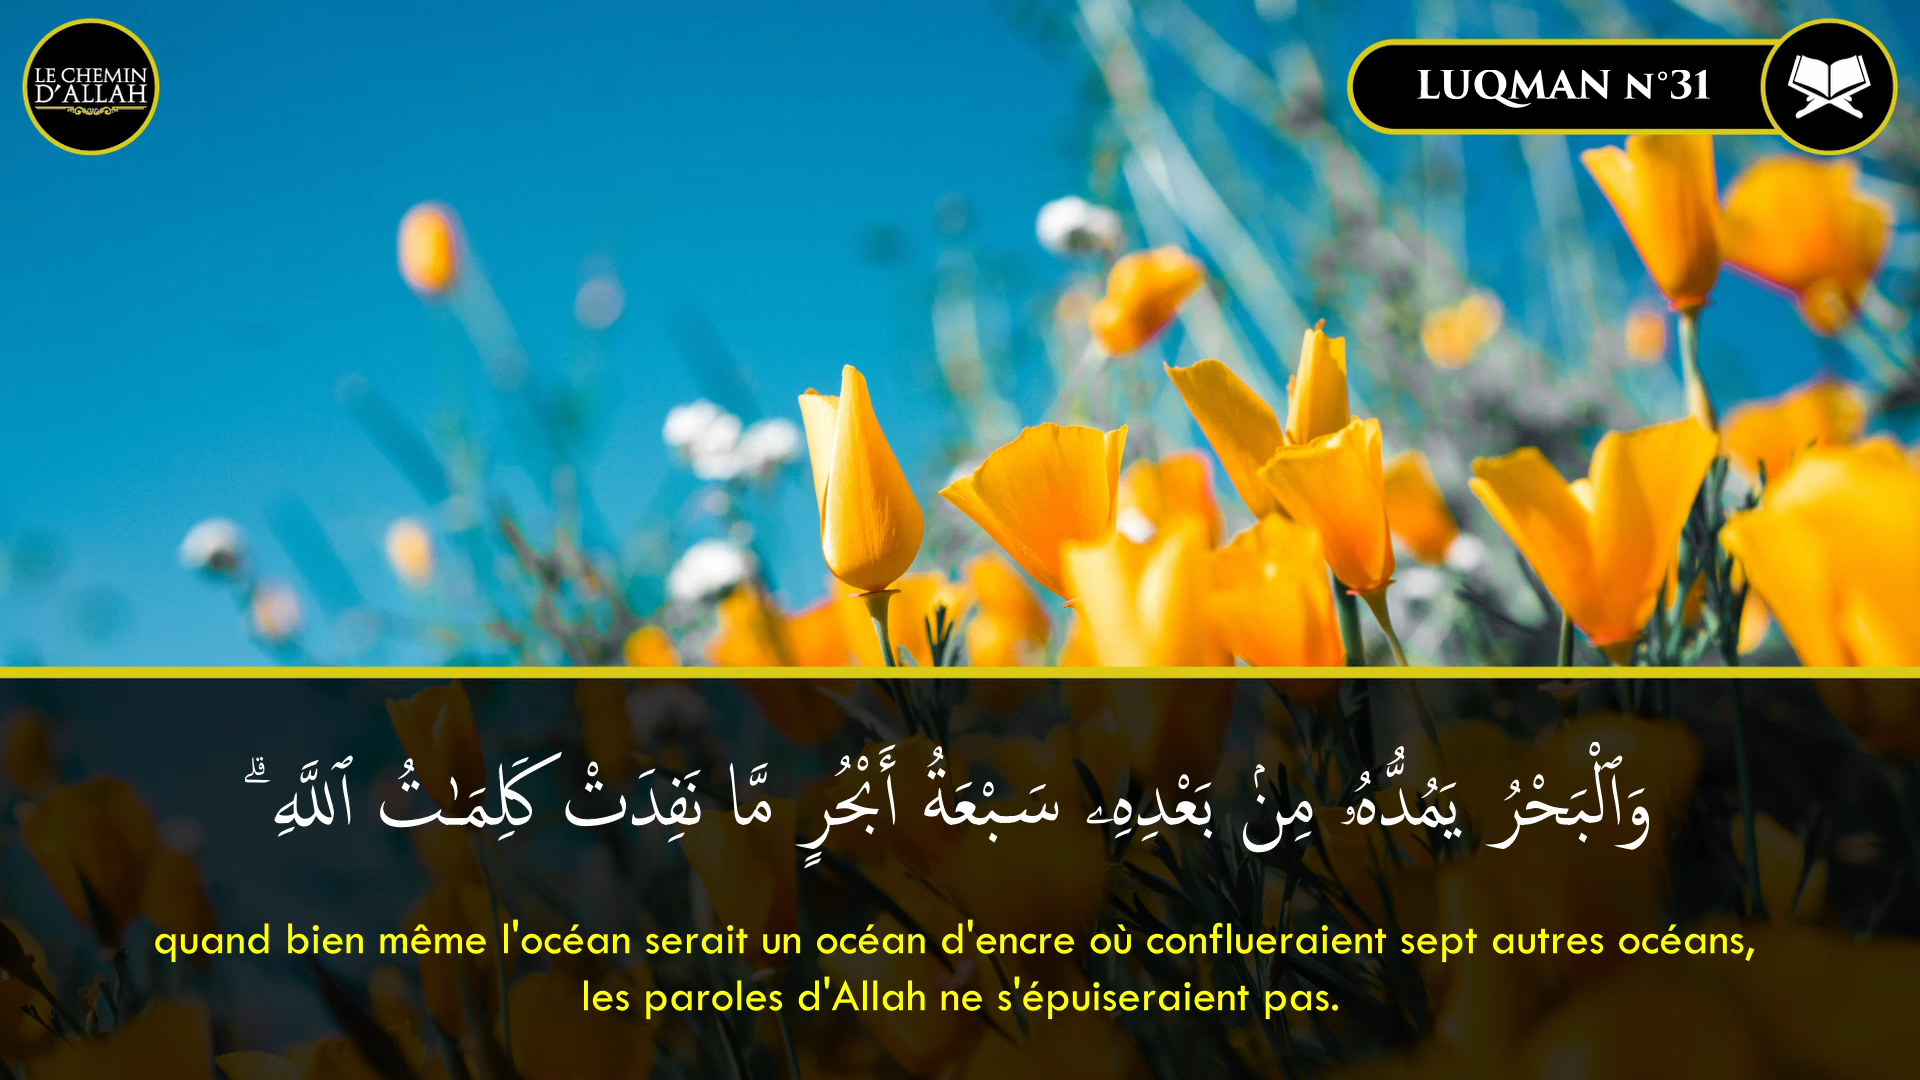 LE CHEMIN
D'ALLAH
LUQMAN N°31
وَٱلْبَحْرُ يَمُدُّهُۥ مِنۢ بَعْدِهِۦ سَبْعَةُ أَبْحُرٍ مَّا نَفِدَتْ كَلِمَـٰتُ ٱللَّهِ ۗ
quand bien même l'océan serait un océan d'encre où conflueraient sept autres océans,
les paroles d'Allah ne s'épuiseraient pas.